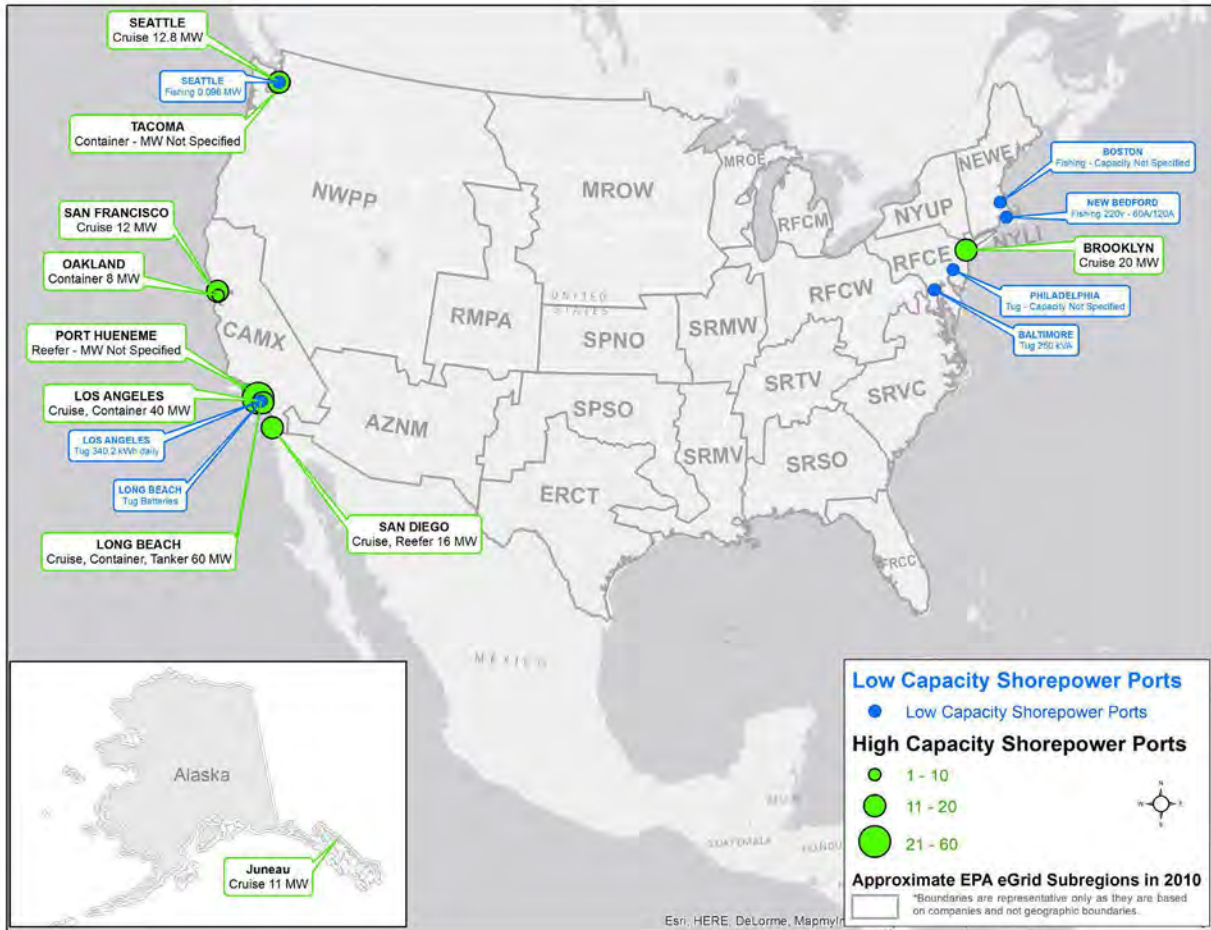 SEATTLE
Cruise 12.8 MW
SEATTLE
Fishing 0.096 MW
TACOMA
Container - MW Not Specified
SAN FRANCISCO
Cruise 12 MW
OAKLAND
Container 8 MW
PORT HUENEME
Reefer - MW Not Specified
LOS ANGELES
Cruise, Container 40 MW
LOS ANGELES
Tug 340.2 kWh daily
LONG BEACH
Tug Batteries
LONG BEACH
Cruise, Container, Tanker 60 MW
SAN DIEGO
Cruise, Reefer 16 MW
BOSTON
Fishing - Capacity Not Specified
NEW BEDFORD
Fishing 220v - 60A/120A
BROOKLYN
Cruise 20 MW
PHILADELPHIA
Tug - Capacity Not Specified
BALTIMORE
Tug 250 kVA
NWPP
MROW
MROE
RFCM
NEWE
NYUP
NYLI
RFCE
RFCW
CAMX
RMPA
UNITED
STATES
SPNO
SRMW
SRTV
SRVC
AZNM
SPSO
SRMV
SRSO
ERCT
FRCC
MÉXICO
GUATEMALA
Alaska
Juneau
Cruise 11 MW
Low Capacity Shorepower Ports
Low Capacity Shorepower Ports
High Capacity Shorepower Ports
1 - 10
11 - 20
21 - 60
N
W
E
S
Approximate EPA eGrid Subregions in 2010
*Boundaries are representative only as they are based
on companies and not geographic boundaries.
Esri, HERE, DeLorme, MapmyIn